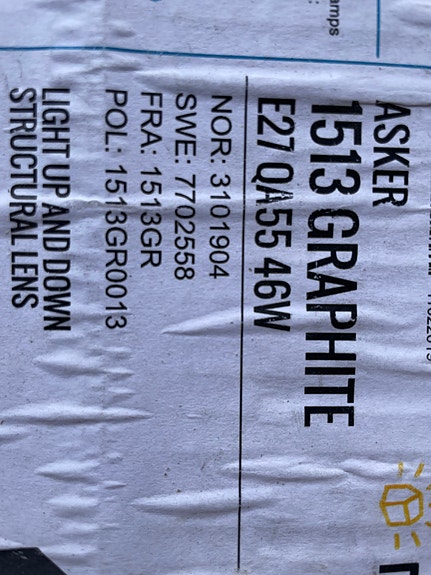 amps
ASKER
1513 GRAPHITE
E27 QA55 46W
NOR: 3101904
SWE: 7702558
FRA: 1513GR
POL: 1513GR0013
LIGHT UP AND DOWN
STRUCTURAL LENS